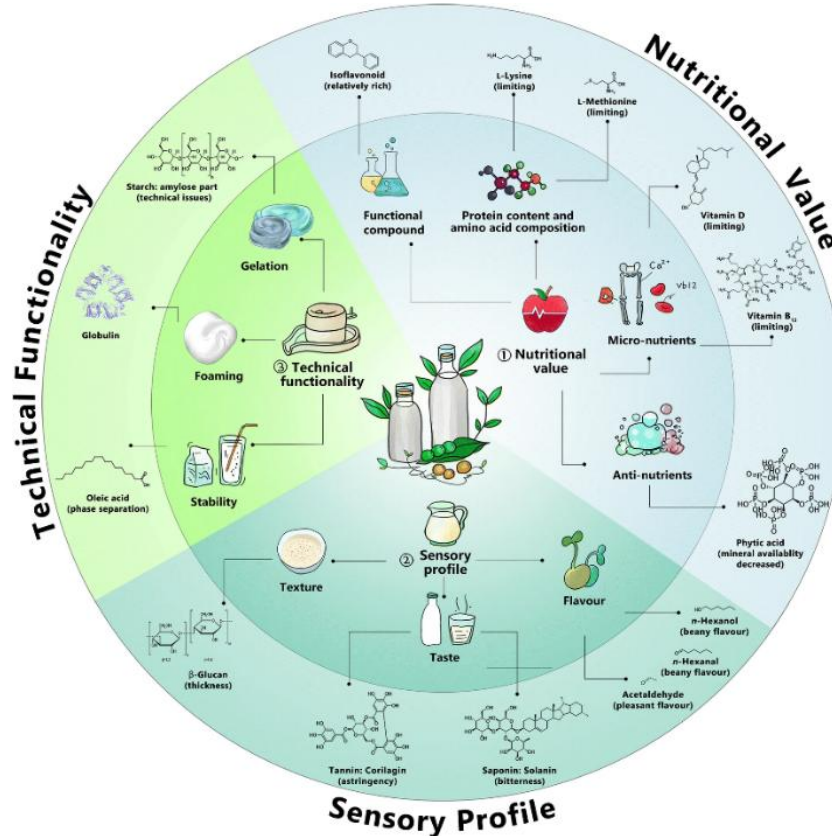 Nutritional Value
Isoflavonoid
(relatively rich)
L-Lysine
(limiting)
L-Methionine
(limiting)
Vitamin D
(limiting)
Vitamin B₁₂
(limiting)
Functional
compound
Protein content and
amino acid composition
Ca²⁺
Vb12
Micro-nutrients
① Nutritional
value
Anti-nutrients
Phytic acid
(mineral availablity
decreased)
Technical Functionality
Starch: amylose part
(technical issues)
Gelation
Globulin
Foaming
③ Technical
functionality
Stability
Oleic acid
(phase separation)
② Sensory
profile
Texture
Flavour
Taste
β-Glucan
(thickness)
n-Hexanol
(beany flavour)
n-Hexanal
(beany flavour)
Acetaldehyde
(pleasant flavour)
Tannin: Corilagin
(astringency)
Saponin: Solanin
(bitterness)
Sensory Profile